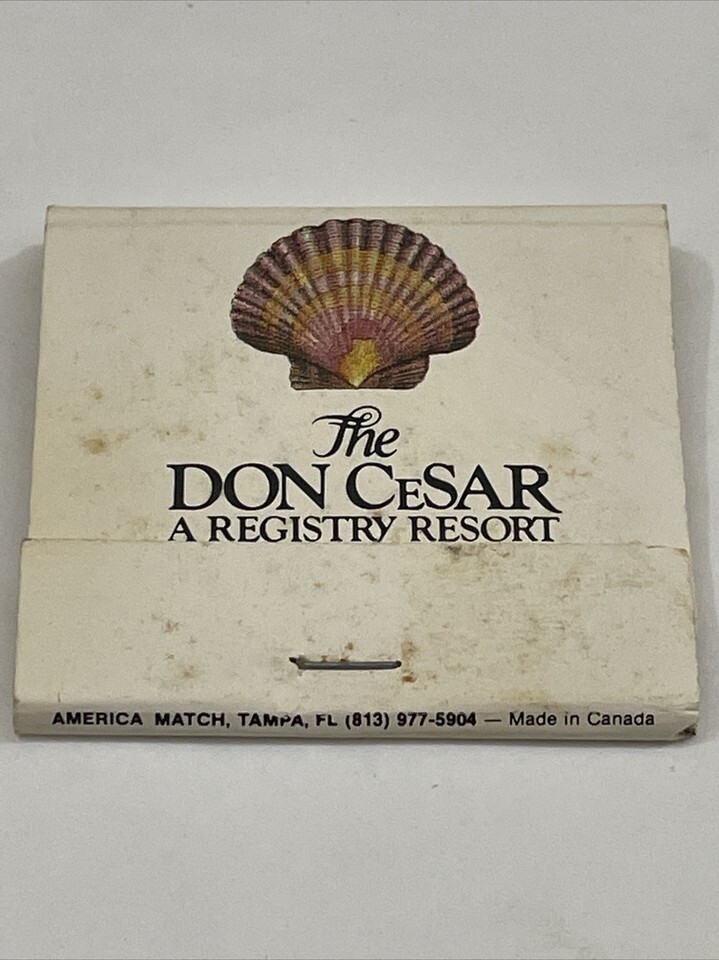 The
DON CeSAR
A REGISTRY RESORT
AMERICA MATCH, TAMPA, FL (813) 977-5904 — Made in Canada